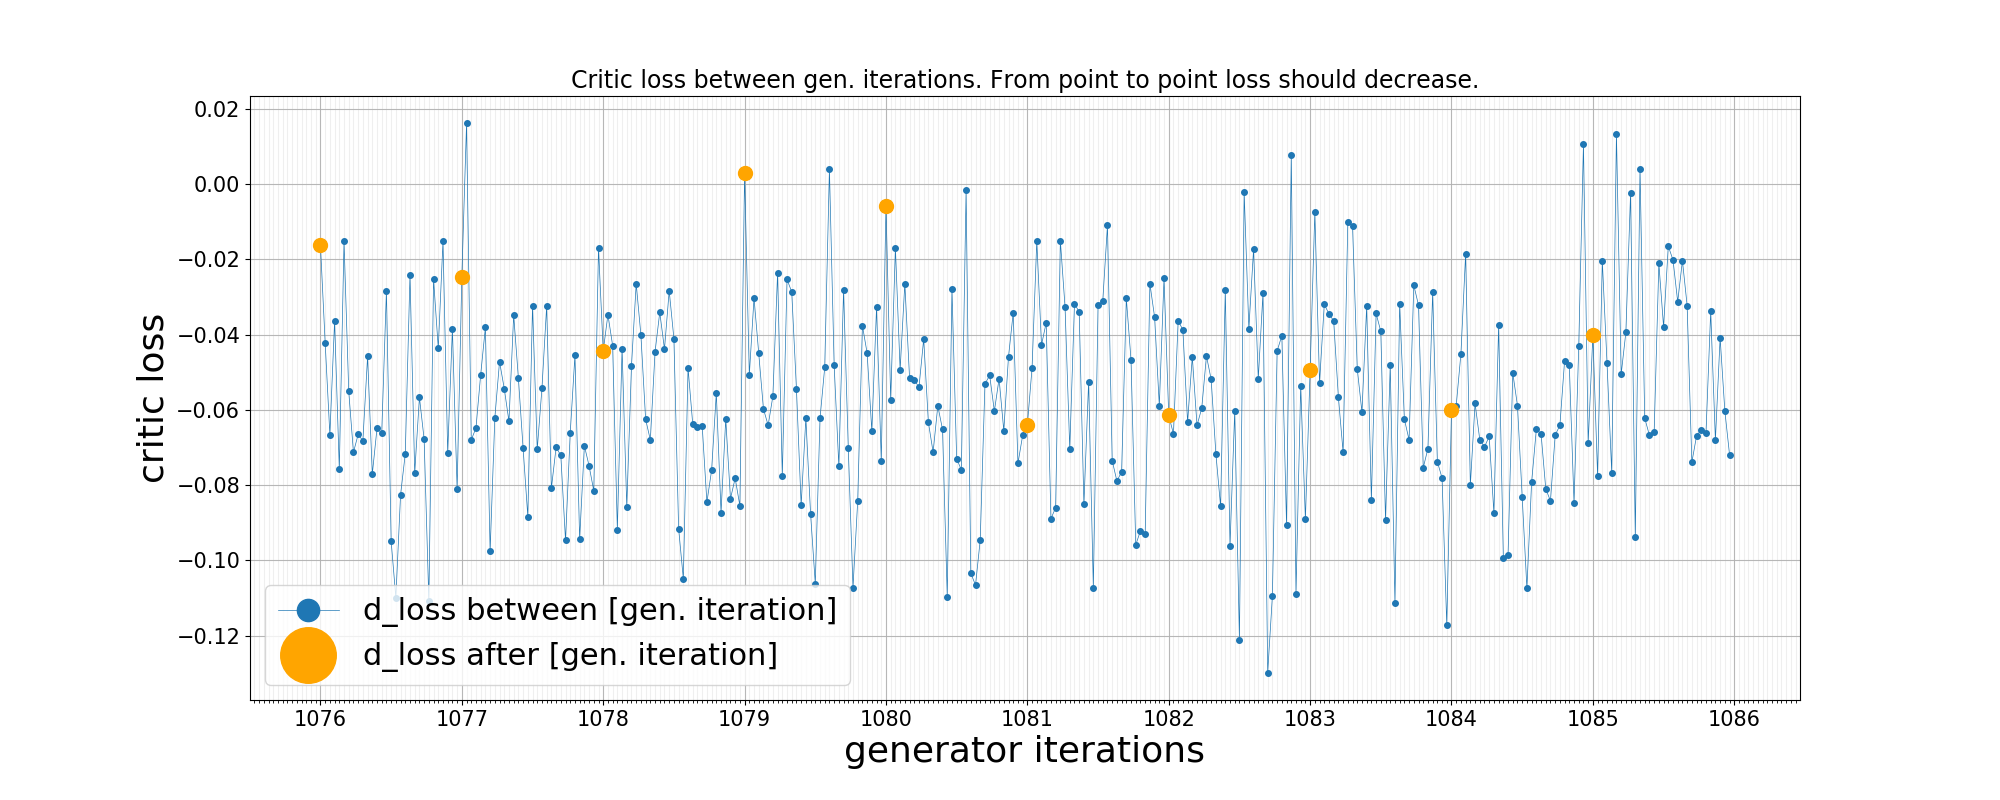 Critic loss between gen. iterations. From point to point loss should decrease.
0.02
0.00
−0.02
−0.04
−0.06
−0.08
−0.10
−0.12
critic loss
d_loss between [gen. iteration]
d_loss after [gen. iteration]
1076 1077 1078 1079 1080 1081 1082 1083 1084 1085 1086
generator iterations